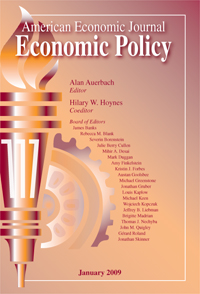 American Economic Journal
Economic Policy
Alan Auerbach
Editor
Hilary W. Hoynes
Coeditor
Board of Editors
James Banks
Rebecca M. Blank
Severin Borenstein
Julie Berry Cullen
Mihir A. Desai
Mark Duggan
Amy Finkelstein
Kristin J. Forbes
Austan Goolsbee
Michael Greenstone
Jonathan Gruber
Louis Kaplow
Michael Keen
Wojciech Kopczuk
Jeffrey B. Liebman
Brigitte Madrian
Thomas J. Nechyba
John M. Quigley
Gérard Roland
Jonathan Skinner
January 2009